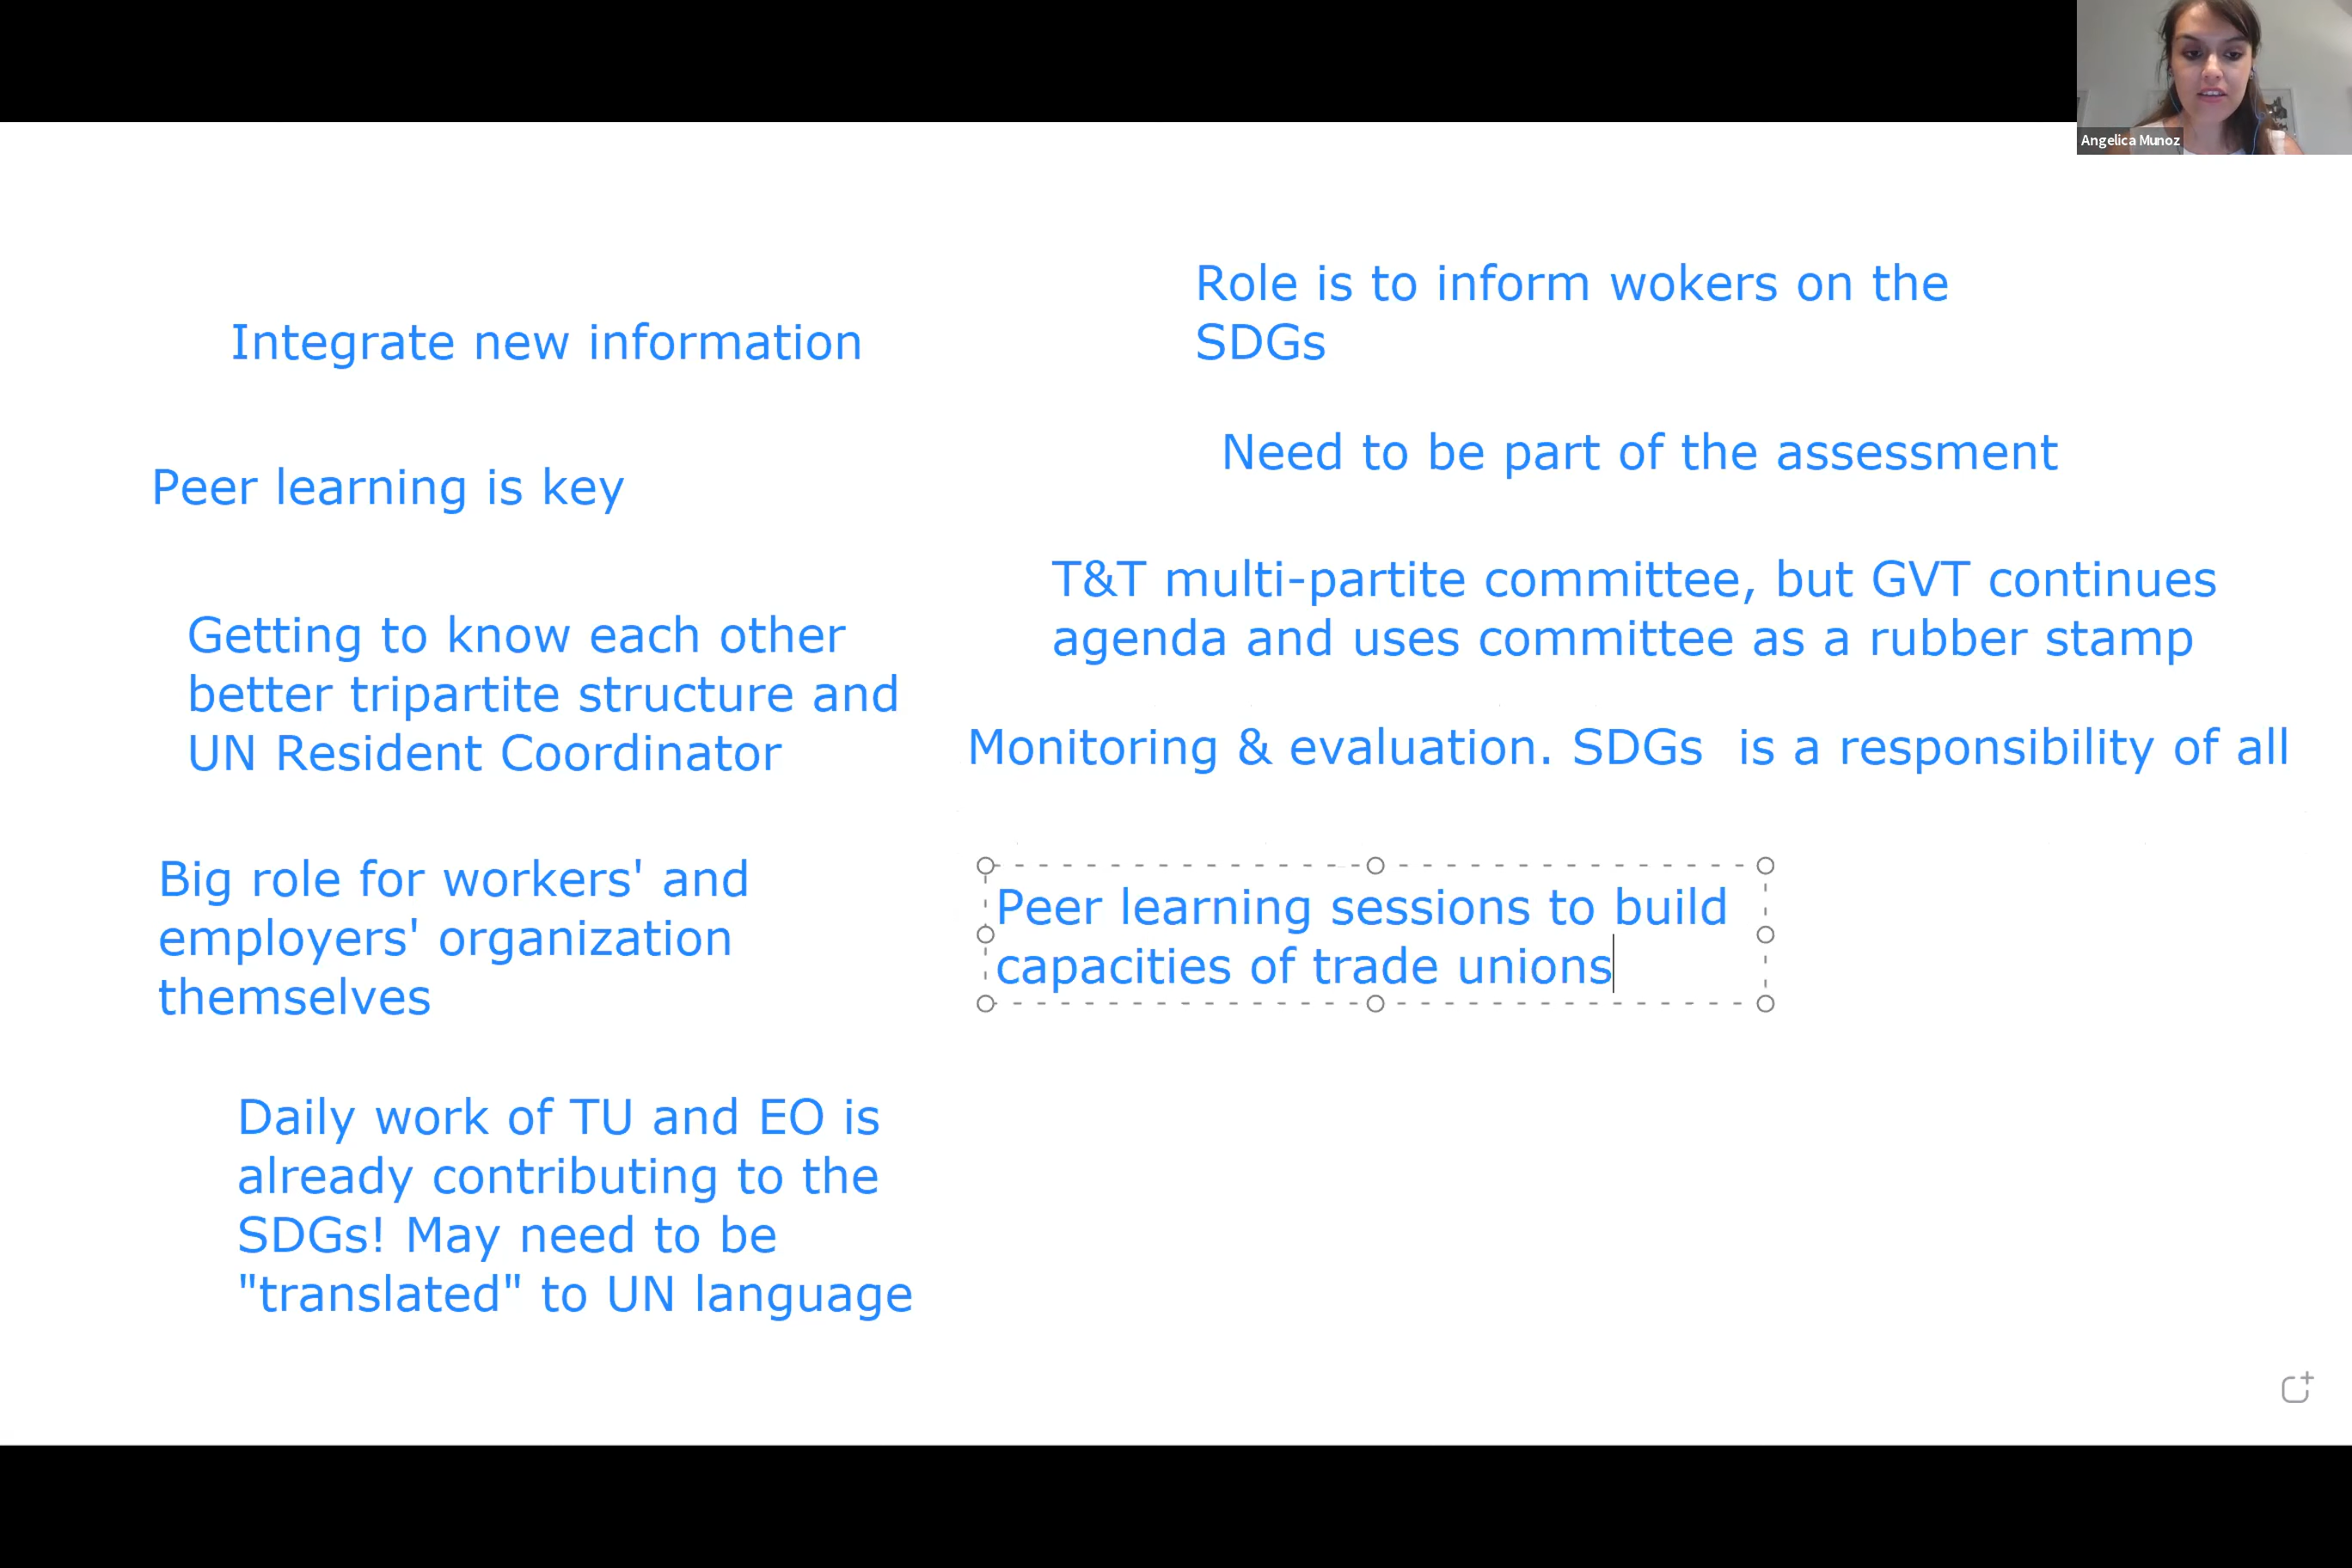 Angelica Munoz
Integrate new information
Peer learning is key
Getting to know each other
better tripartite structure and
UN Resident Coordinator
Big role for workers' and
employers' organization
themselves
Daily work of TU and EO is
already contributing to the
SDGs! May need to be
"translated" to UN language
Role is to inform wokers on the
SDGs
Need to be part of the assessment
T&T multi-partite committee, but GVT continues
agenda and uses committee as a rubber stamp
Monitoring & evaluation. SDGs  is a responsibility of all
Peer learning sessions to build
capacities of trade unions